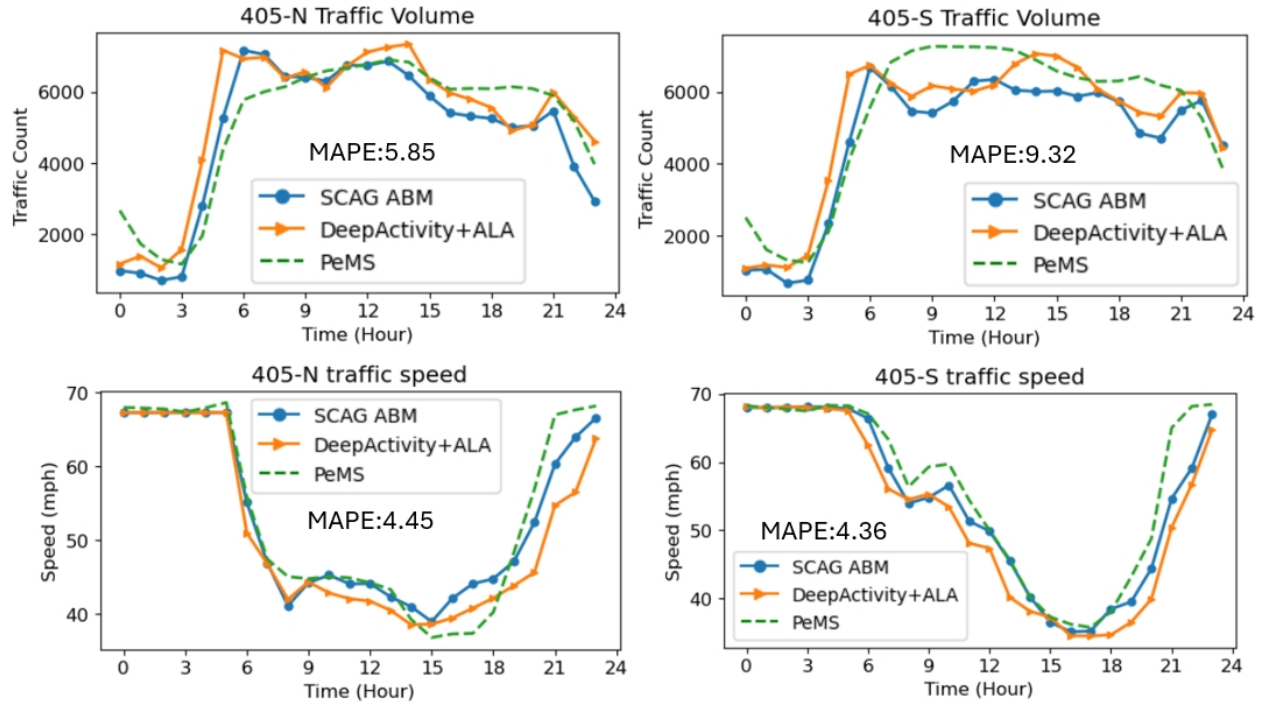 405-N Traffic Volume
Traffic Count
6000
4000
2000
MAPE:5.85
SCAG ABM
DeepActivity+ALA
PeMS
0 3 6 9 12 15 18 21 24
Time (Hour)
405-S Traffic Volume
Traffic Count
6000
4000
2000
MAPE:9.32
SCAG ABM
DeepActivity+ALA
PeMS
0 3 6 9 12 15 18 21 24
Time (Hour)
405-N traffic speed
Speed (mph)
70
60
50
40
SCAG ABM
DeepActivity+ALA
PeMS
MAPE:4.45
0 3 6 9 12 15 18 21 24
Time (Hour)
405-S traffic speed
Speed (mph)
70
60
50
40
MAPE:4.36
SCAG ABM
DeepActivity+ALA
PeMS
0 3 6 9 12 15 18 21 24
Time (Hour)